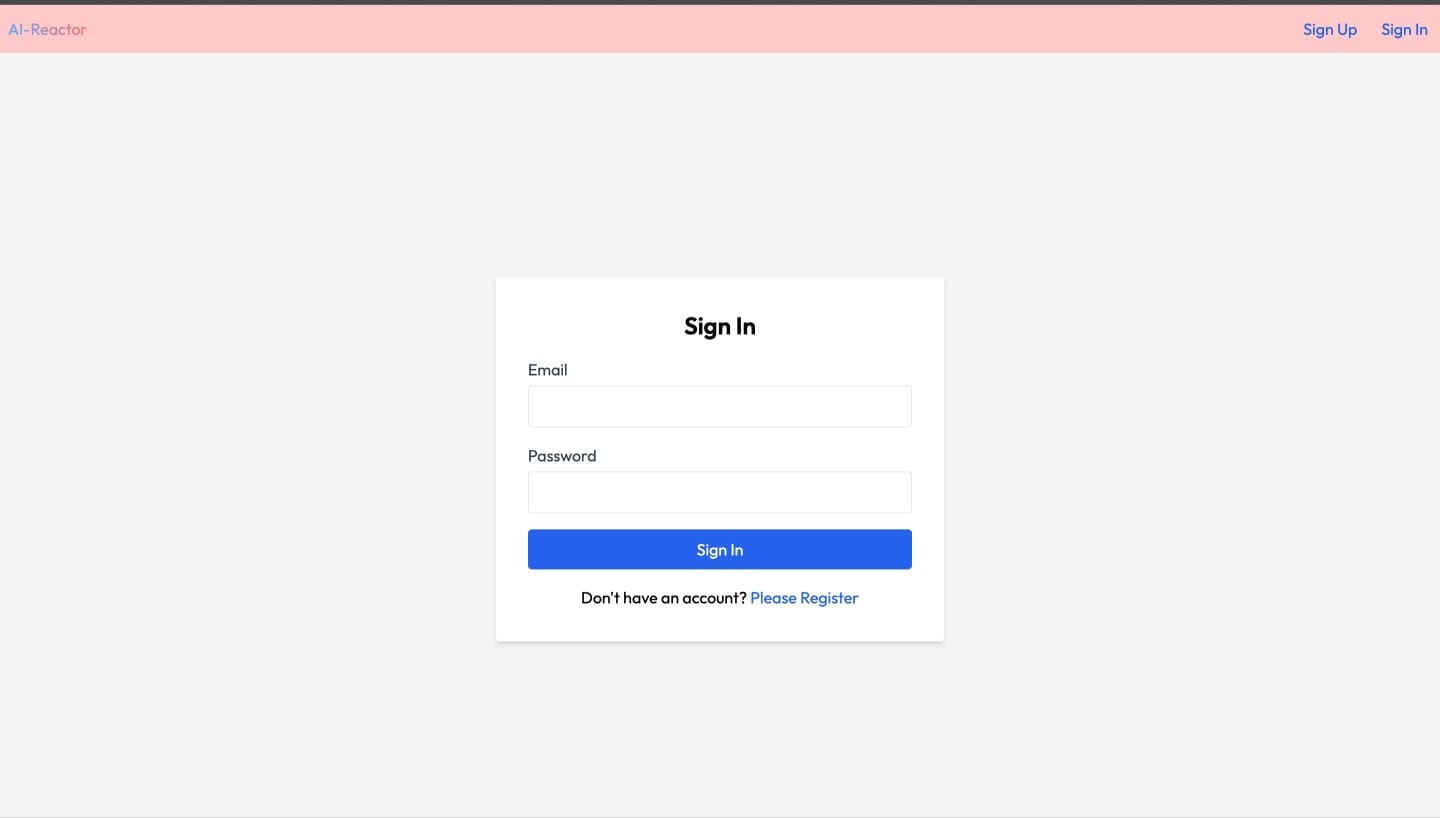 AI-Reactor
Sign Up
Sign In
Sign In
Email
Password
Sign In
Don't have an account? Please Register